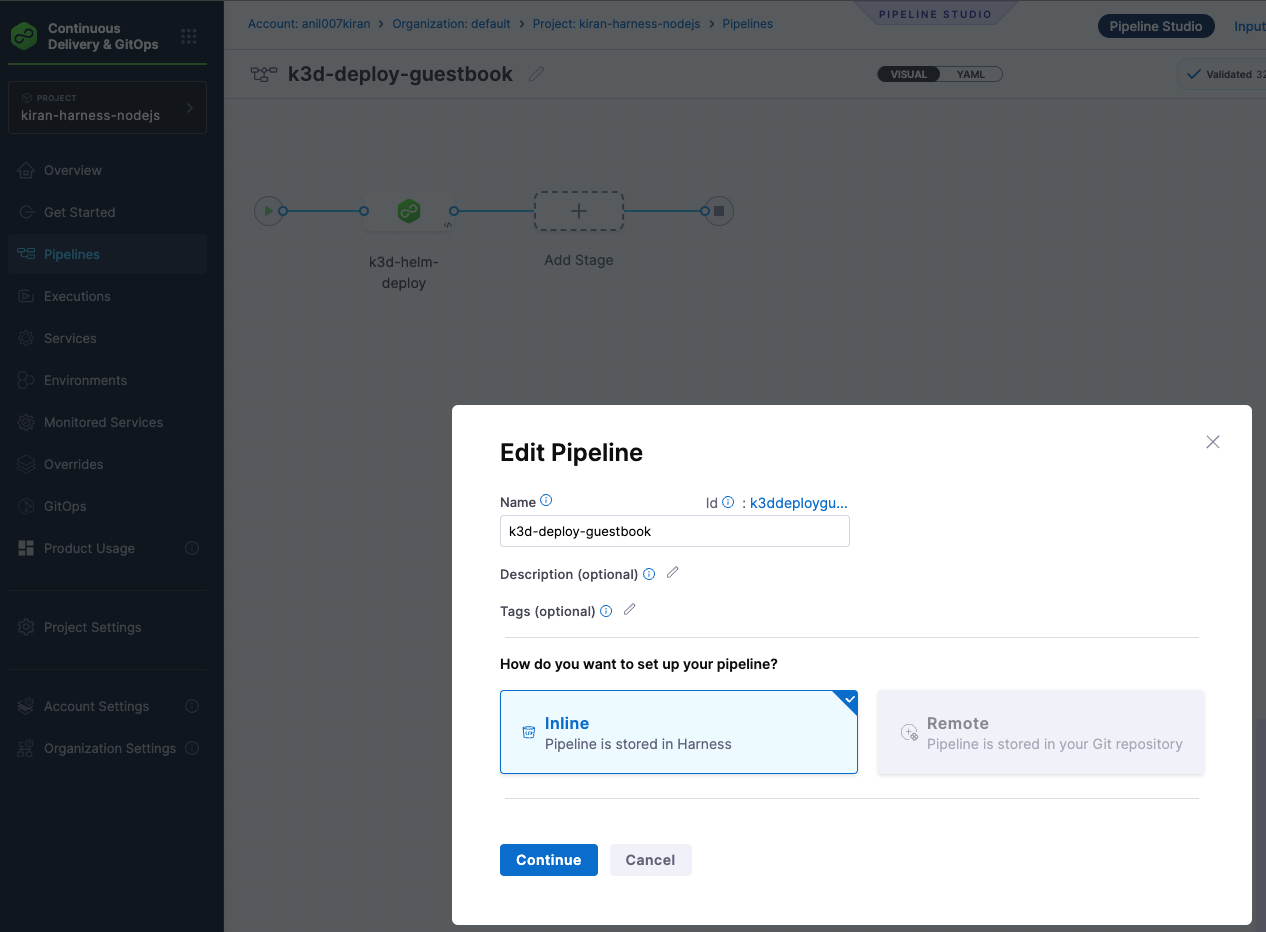 Continuous
Delivery & GitOps
PROJECT
kiran-harness-nodejs
Overview
Get Started
Pipelines
Executions
Services
Environments
Monitored Services
Overrides
GitOps
Product Usage
Project Settings
Account Settings
Organization Settings
Account: anil007kiran > Organization: default > Project: kiran-harness-nodejs > Pipelines
PIPELINE STUDIO
Pipeline Studio
Input
k3d-deploy-guestbook
VISUAL
YAML
Validated 32
k3d-helm-
deploy
Add Stage
Edit Pipeline
Name
Id : k3ddeploygu...
k3d-deploy-guestbook
Description (optional)
Tags (optional)
How do you want to set up your pipeline?
Inline
Pipeline is stored in Harness
Remote
Pipeline is stored in your Git repository
Continue
Cancel